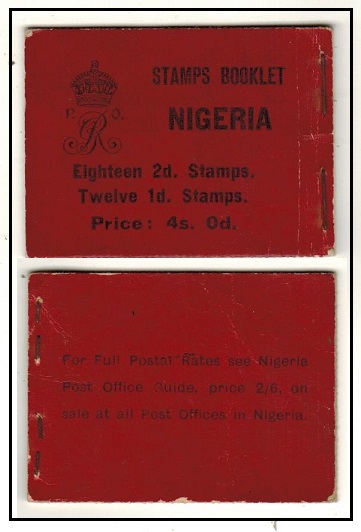 STAMPS BOOKLET
P. O.
NIGERIA
Eighteen 2d. Stamps.
Twelve 1d. Stamps.
Price: 4s. 0d.
For Full Postal Rates see Nigeria
Post Office Guide, price 2/6, on
sale at all Post Offices in Nigeria.